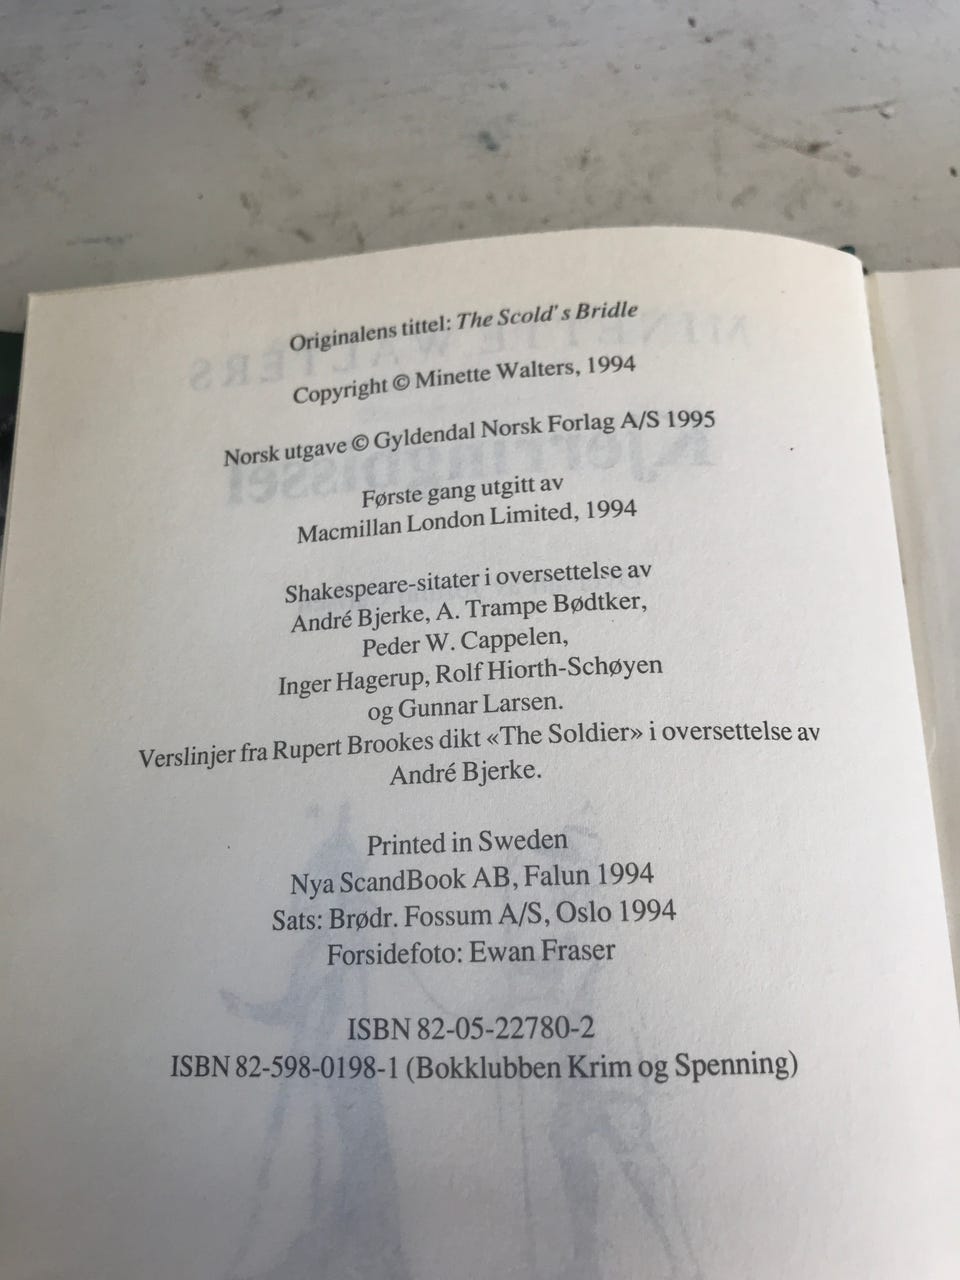 Originalens tittel: The Scold's Bridle
Copyright © Minette Walters, 1994
Norsk utgave © Gyldendal Norsk Forlag A/S 1995
Første gang utgitt av
Macmillan London Limited, 1994
Shakespeare-sitater i oversettelse av
André Bjerke, A. Trampe Bødtker,
Peder W. Cappelen,
Inger Hagerup, Rolf Hiorth-Schøyen
og Gunnar Larsen.
Verslinjer fra Rupert Brookes dikt «The Soldier» i oversettelse av
André Bjerke.
Printed in Sweden
Nya ScandBook AB, Falun 1994
Sats: Brødr. Fossum A/S, Oslo 1994
Forsidefoto: Ewan Fraser
ISBN 82-05-22780-2
ISBN 82-598-0198-1 (Bokklubben Krim og Spenning)